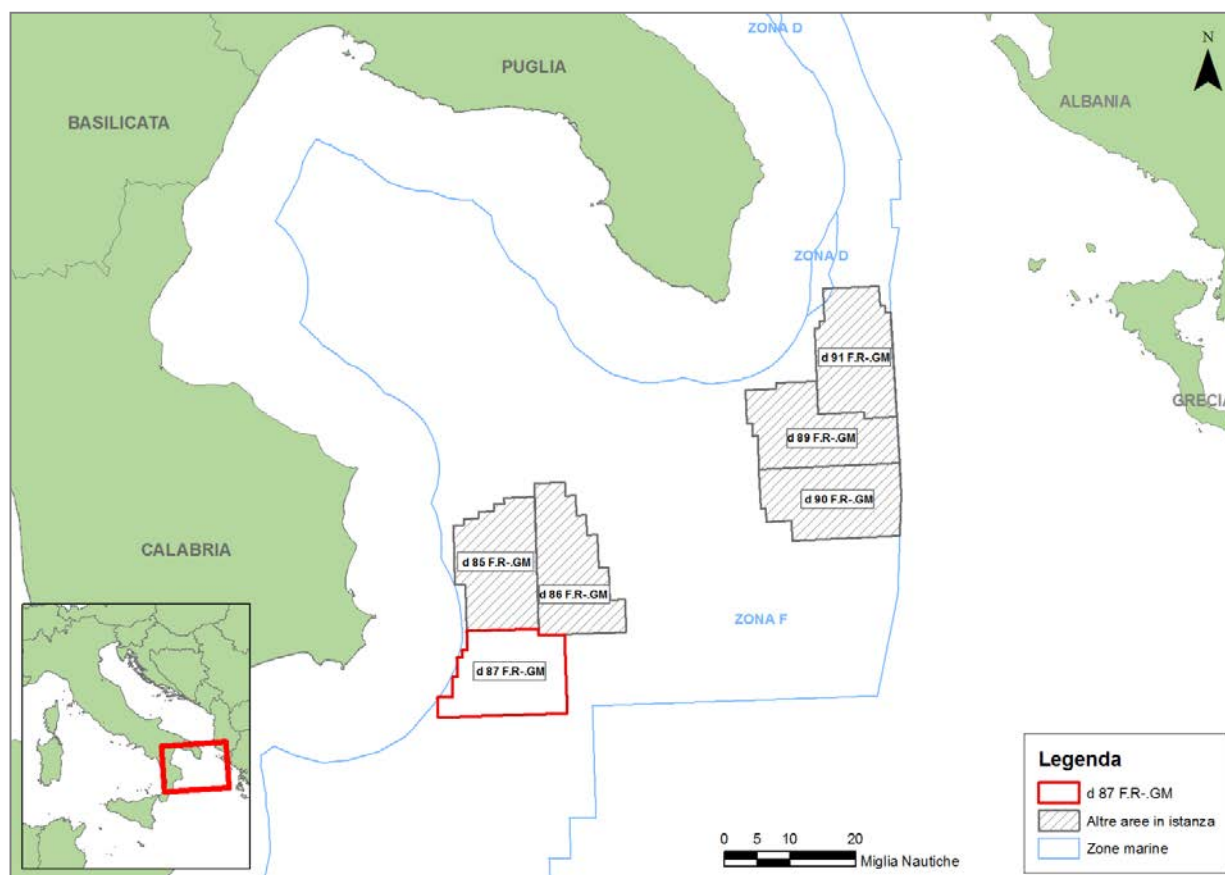 ZONA D
N
PUGLIA
ALBANIA
BASILICATA
ZONA D
d 91 F.R-.GM
GRECIA
d 89 F.R-.GM
d 90 F.R-.GM
CALABRIA
d 85 F.R-.GM
d 86 F.R-.GM
ZONA F
d 87 F.R-.GM
Legenda
d 87 F.R-.GM
Altre aree in istanza
Zone marine
0 5 10 20
Miglia Nautiche